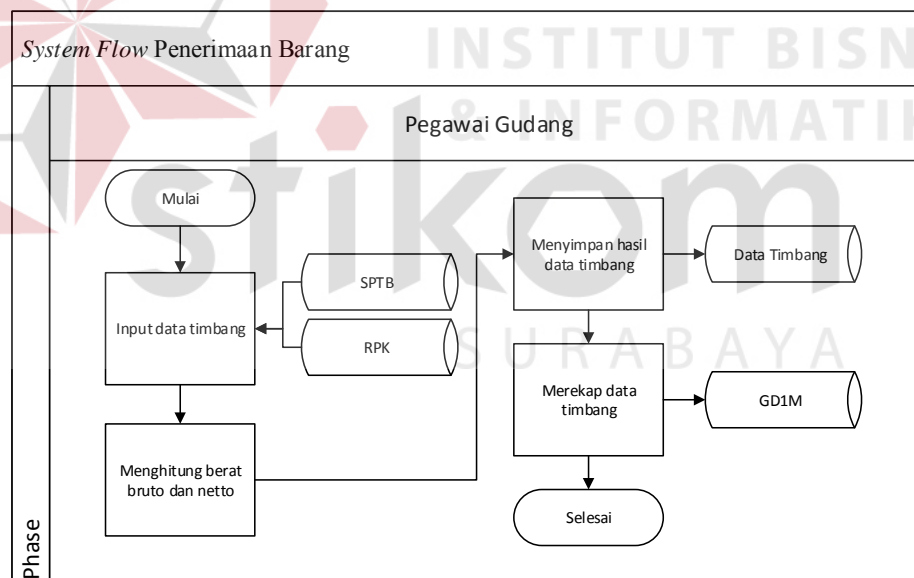 INSTITUT BISN
& INFORMATI
stikom
SURABAYA
System Flow Penerimaan Barang
Pegawai Gudang
Phase
Mulai
Input data timbang
SPTB
RPK
Menghitung berat
bruto dan netto
Menyimpan hasil
data timbang
Data Timbang
Merekap data
timbang
GD1M
Selesai